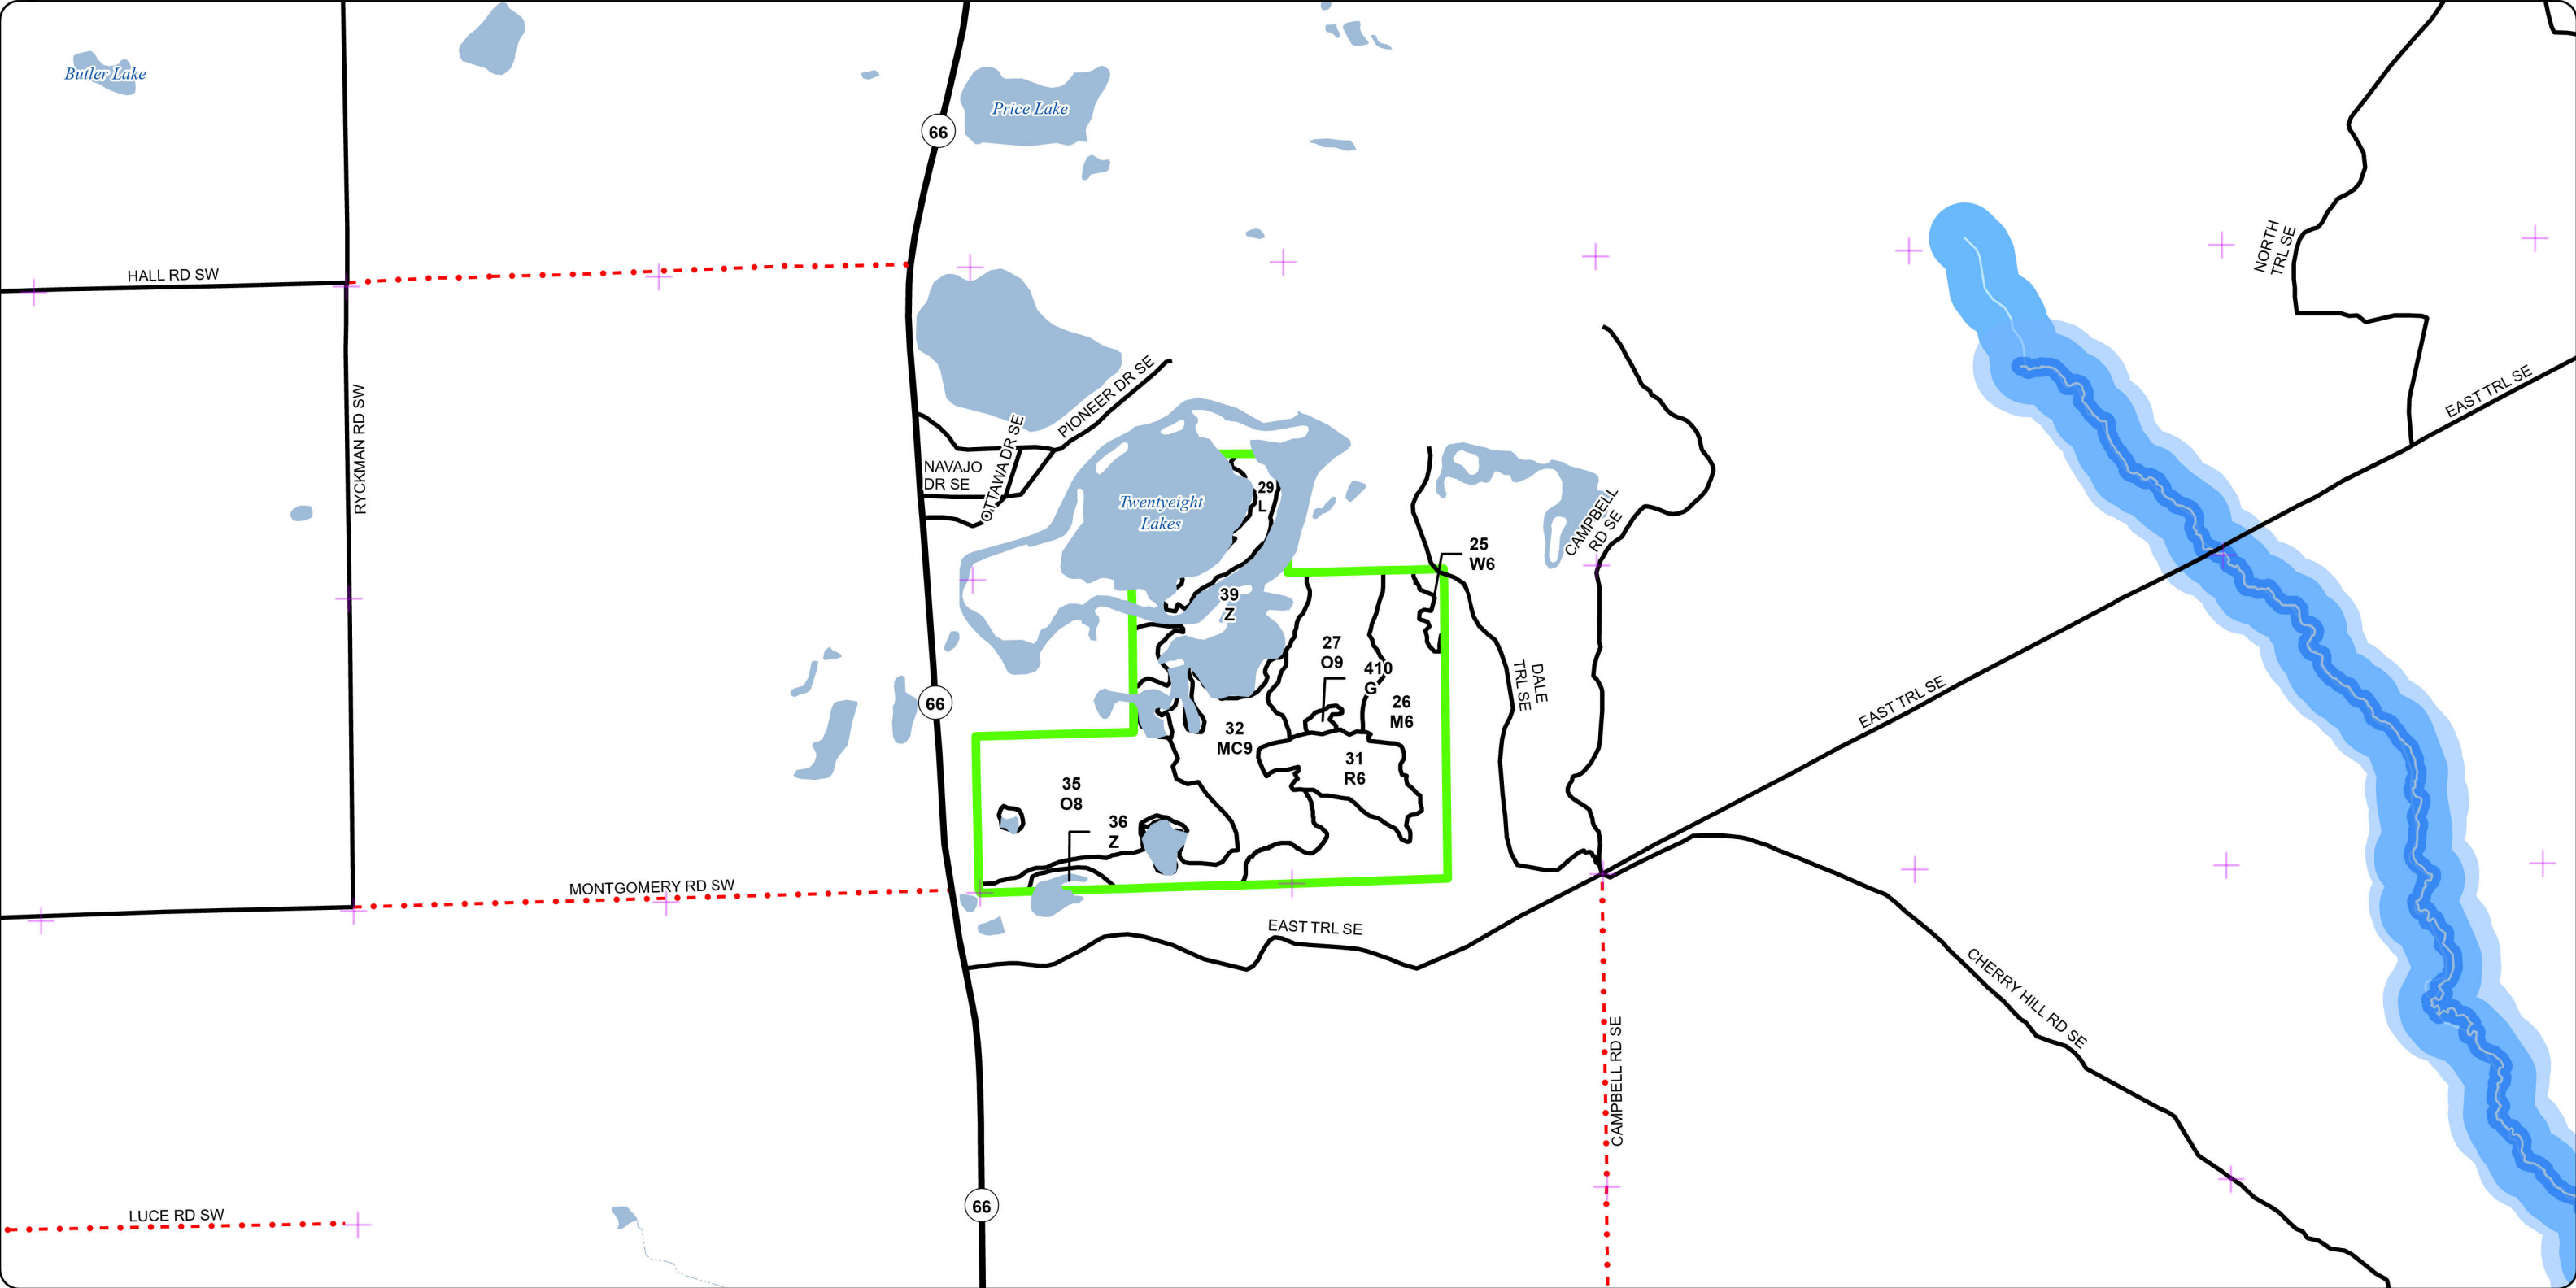 Butler Lake
Price Lake
66
HALL RD SW
NORTH
TRL SE
RYCKMAN RD SW
PIONEER DR SE
OTTAWA DR SE
NAVAJO
DR SE
EAST TRL SE
Twentyeight
Lakes
29
L
CAMPBELL
RD SE
25
W6
39
Z
27
O9
410
G
26
M6
DALE
TRL SE
66
EAST TRL SE
32
MC9
31
R6
35
O8
36
Z
MONTGOMERY RD SW
EAST TRL SE
CHERRY HILL RD SE
CAMPBELL RD SE
66
LUCE RD SW